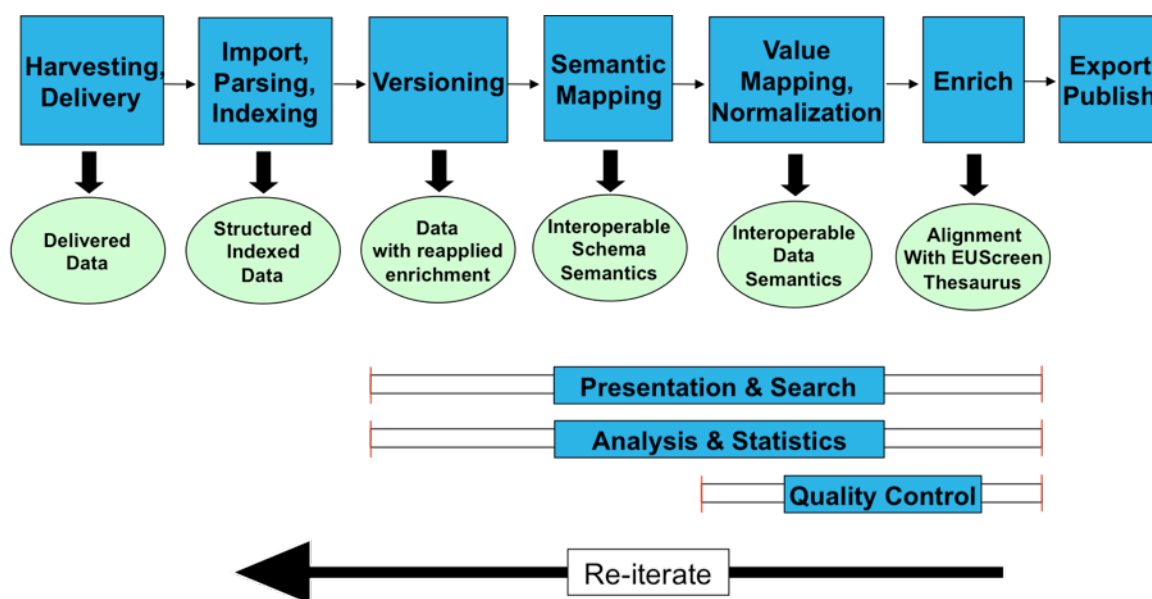 Harvesting,
Delivery
Import,
Parsing,
Indexing
Versioning
Semantic
Mapping
Value
Mapping,
Normalization
Enrich
Export
Publish
Delivered
Data
Structured
Indexed
Data
Data
with reapplied
enrichment
Interoperable
Schema
Semantics
Interoperable
Data
Semantics
Alignment
With EUScreen
Thesaurus
Presentation & Search
Analysis & Statistics
Quality Control
Re-iterate